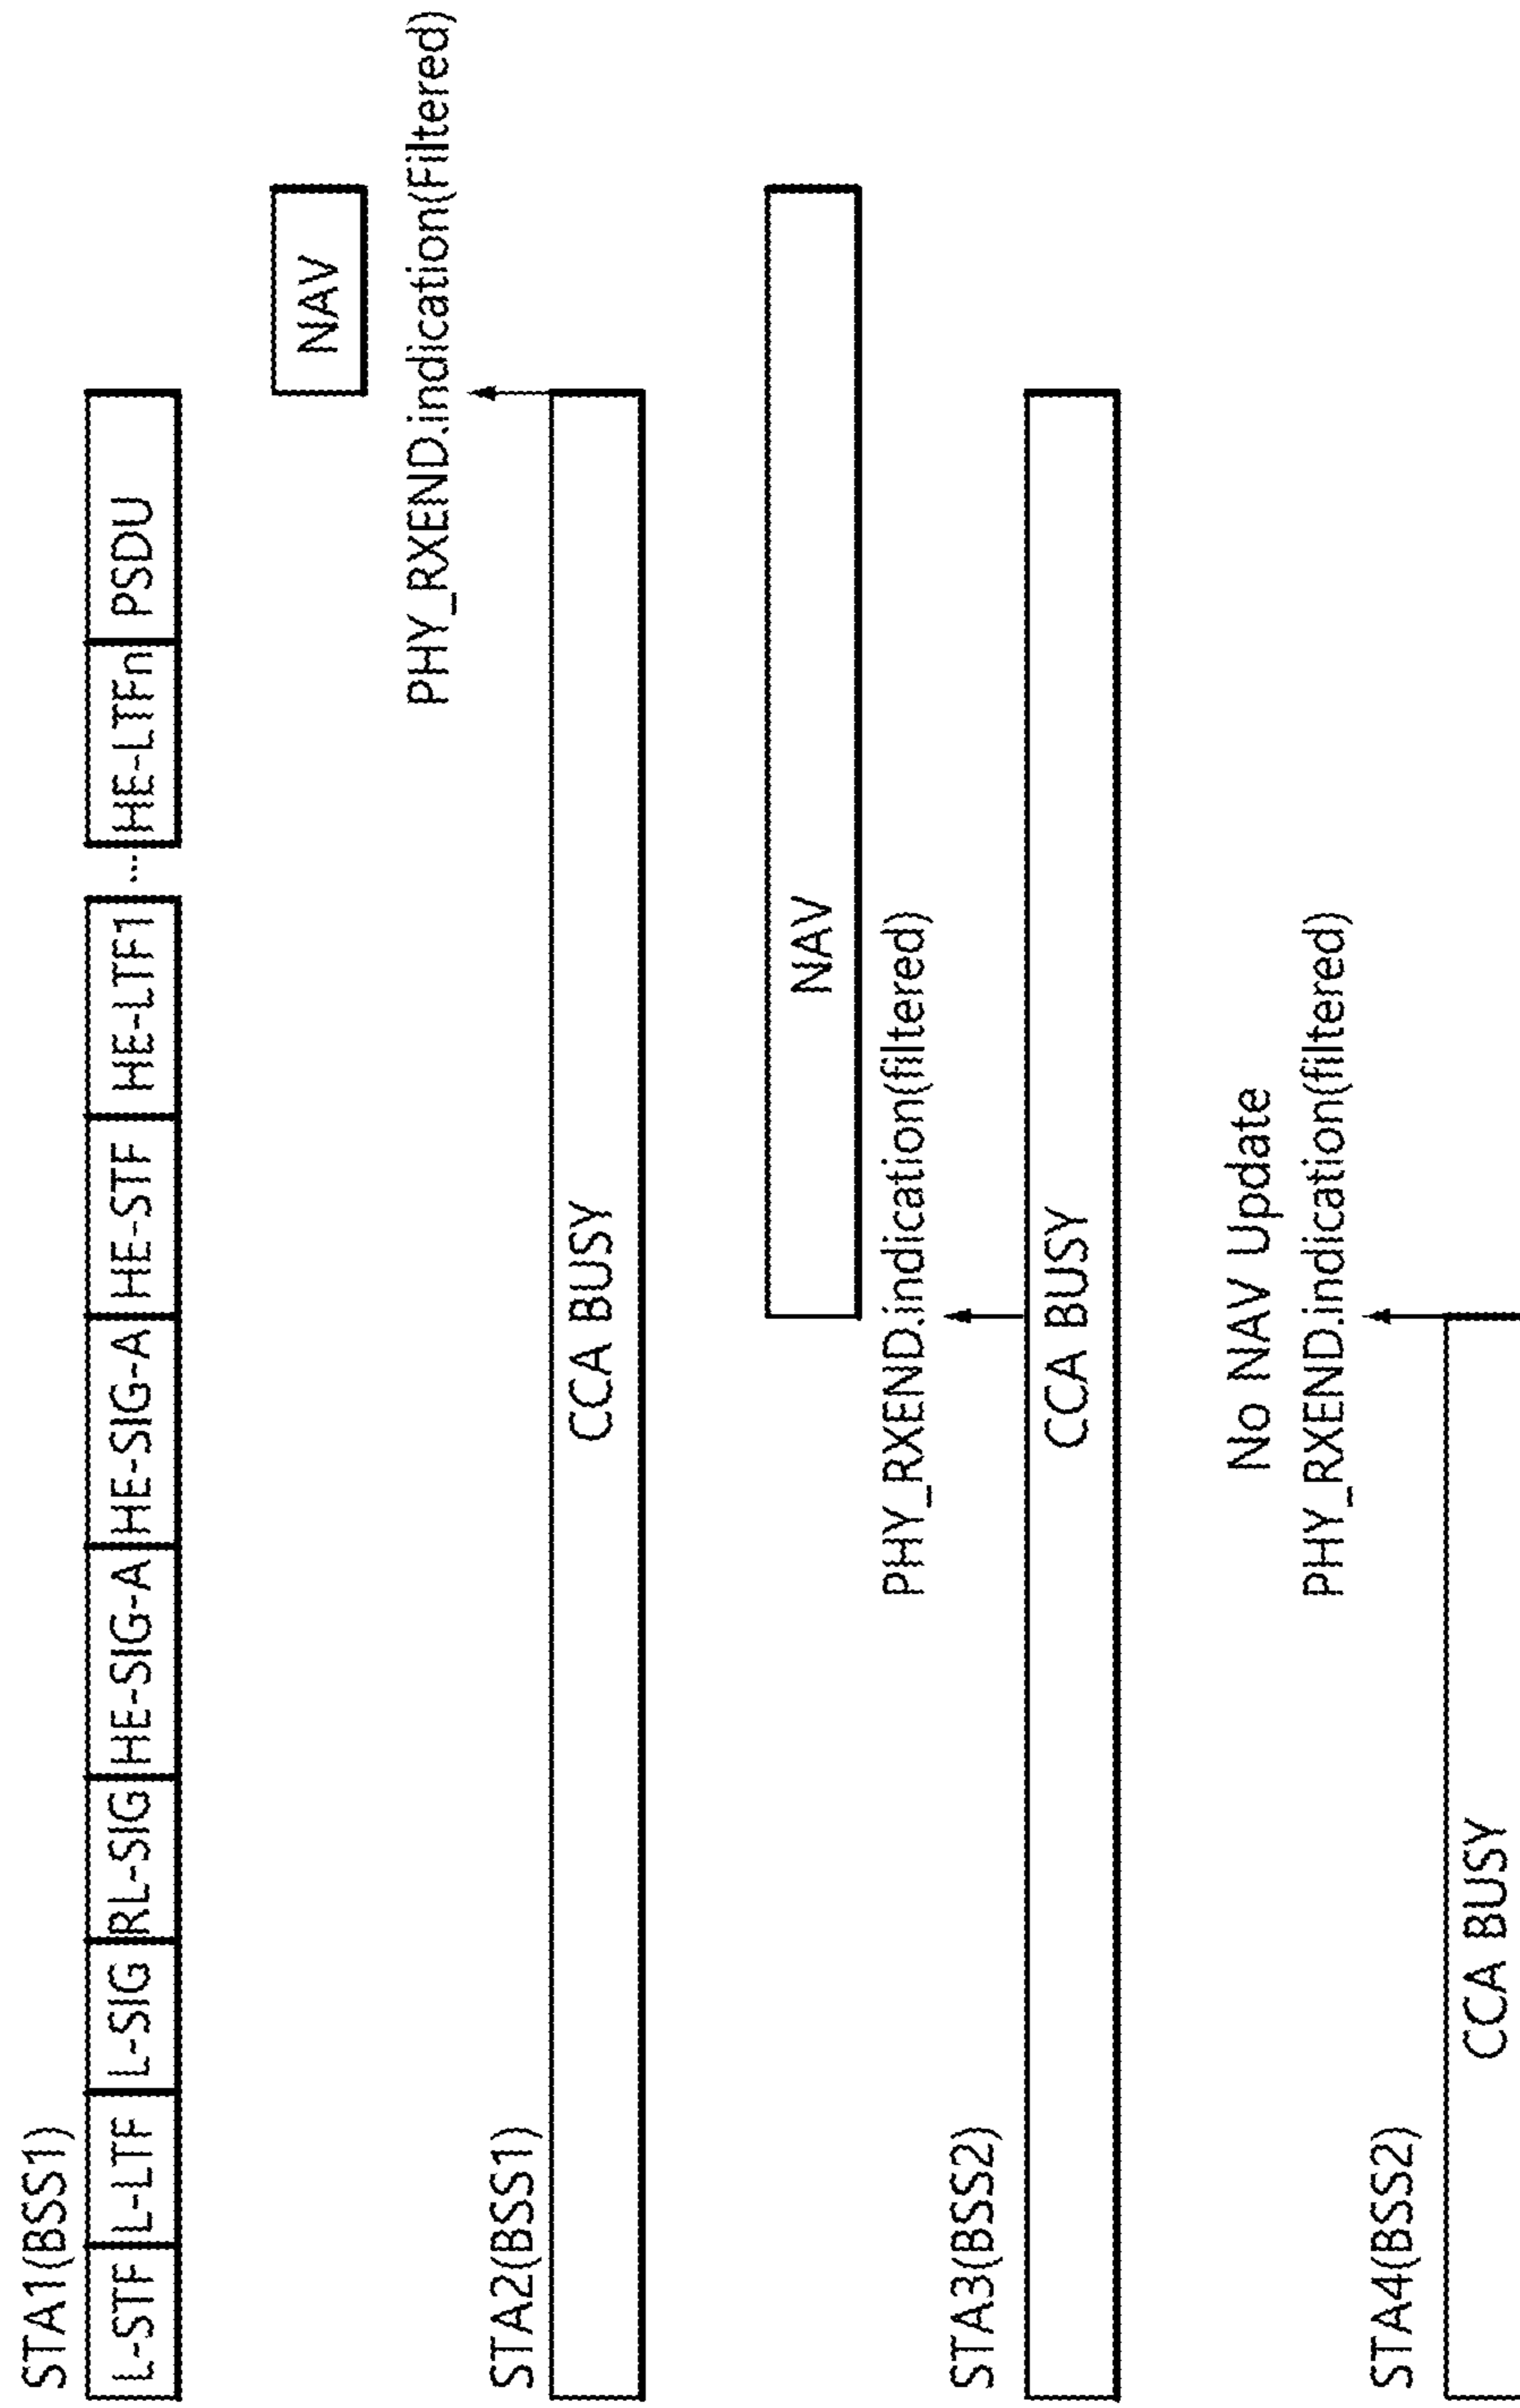 STA1(BSS1)
L-STF L-LTF L-SIG RL-SIG HE-SIG-A HE-SIG-A HE-STF HE-LTF1 ... HE-LTFn PSDU
NAV
PHY_RXEND.indication(Filtered)
STA2(BSS1)
CCA BUSY
NAV
PHY_RXEND.indication(filtered)
STA3(BSS2)
CCA BUSY
No NAV Update
PHY_RXEND.indication(filtered)
STA4(BSS2)
CCA BUSY